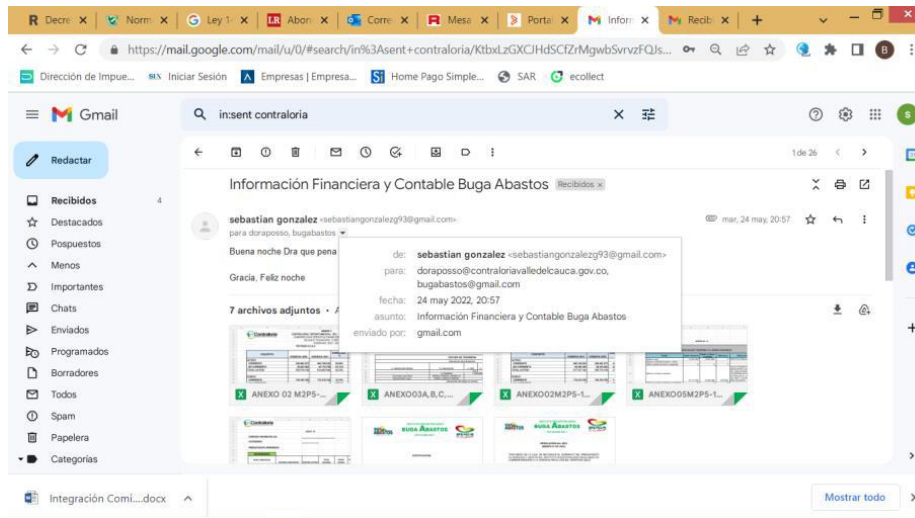 Decre
Norm
Ley 1
Abon
Corre
Mesa
Portal
Inform
Recib
https://mail.google.com/mail/u/0/#search/in%3Asent+contraloria/KtbxLzGXCJHdSCfZrMgwbSvrvzFQJs...
B
Dirección de Impue...
Iniciar Sesión
Empresas | Empresa...
Home Pago Simple...
SAR
ecollect
Gmail
in:sent contraloria
S
Redactar
1 de 26
Información Financiera y Contable Buga Abastos Recibidos x
Recibidos 4
Destacados
Pospuestos
Menos
Importantes
Chats
Enviados
Programados
Borradores
Todos
Spam
Papelera
Categorías
sebastian gonzalez <sebastiangonzalezg93@gmail.com>
mar, 24 may, 20:57
para doraposso, bugabastos
Buena noche Dra que pena
Gracia. Feliz noche
de: sebastian gonzalez <sebastiangonzalezg93@gmail.com>
para: doraposso@contraloriavalledelcauca.gov.co,
bugabastos@gmail.com
fecha: 24 may 2022, 20:57
asunto: Información Financiera y Contable Buga Abastos
enviado por: gmail.com
7 archivos adjuntos •
Contraloría
ANEXO 02 M2P5-...
ANEXO03A, B, C,...
ANEXO02M2P5-1...
ANEXO05M2P5-1...
Contraloría
BUGA ABASTOS
BUGA ABASTOS
Integración Comi....docx
Mostrar todo